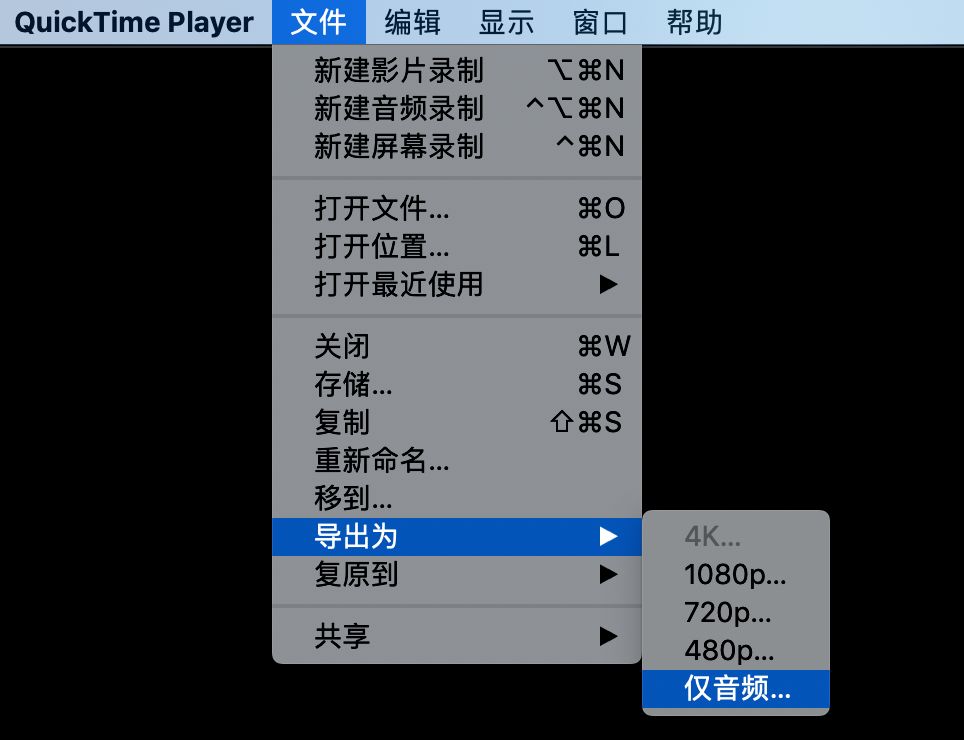 QuickTime Player 文件 编辑 显示 窗口 帮助
新建影片录制 ⌥⌘N
新建音频录制 ^⌥⌘N
新建屏幕录制 ^⌘N
打开文件... ⌘O
打开位置... ⌘L
打开最近使用 ▶
关闭 ⌘W
存储... ⌘S
复制 ⇧⌘S
重新命名...
移到...
导出为 ▶
4K...
复原到 ▶
1080p...
720p...
共享 ▶
480p...
仅音频...